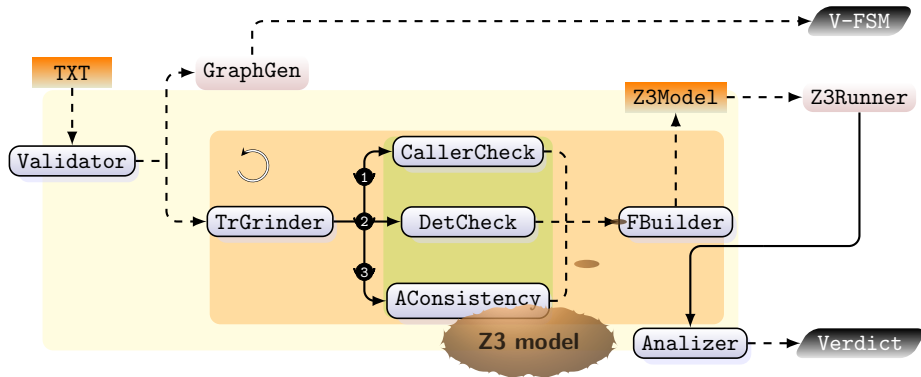 V-FSM
TXT
GraphGen
Z3Model
Z3Runner
Validator
CallerCheck
1
TrGrinder
2
DetCheck
FBuilder
3
AConsistency
Z3 model
Analizer
Verdict